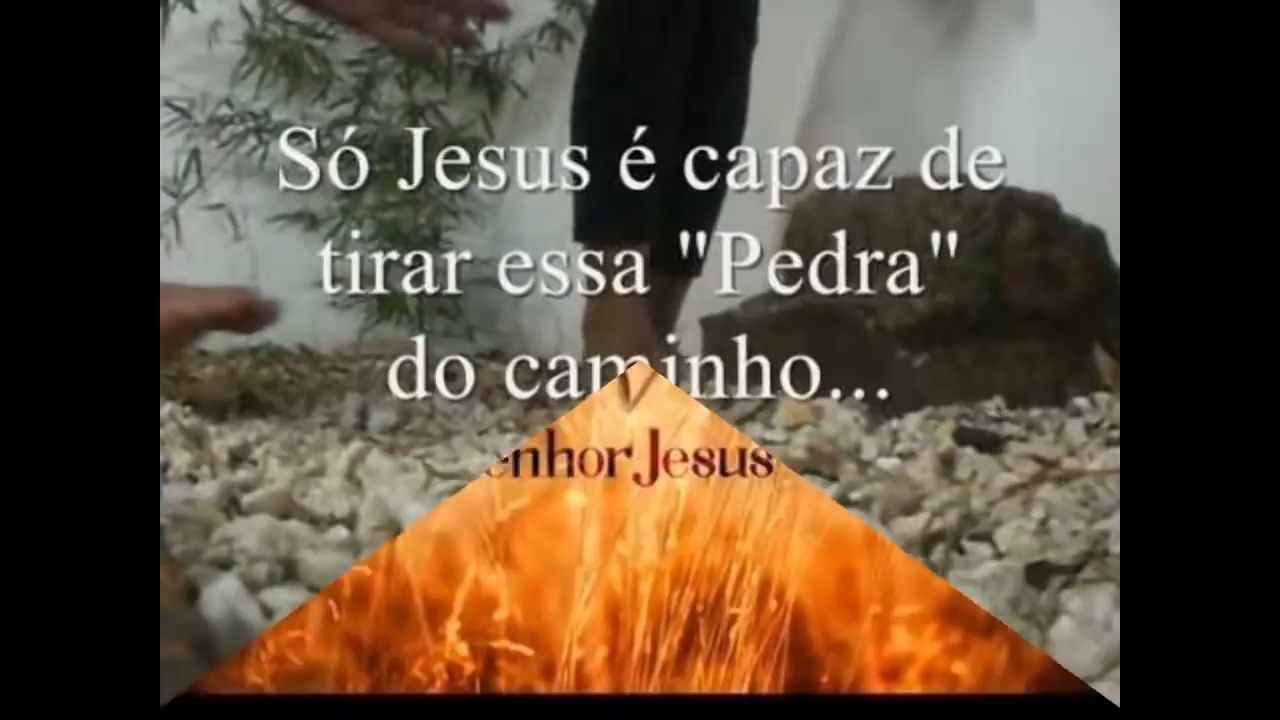 Só Jesus é capaz de
tirar essa "Pedra"
do caminho...
enhor Jesus